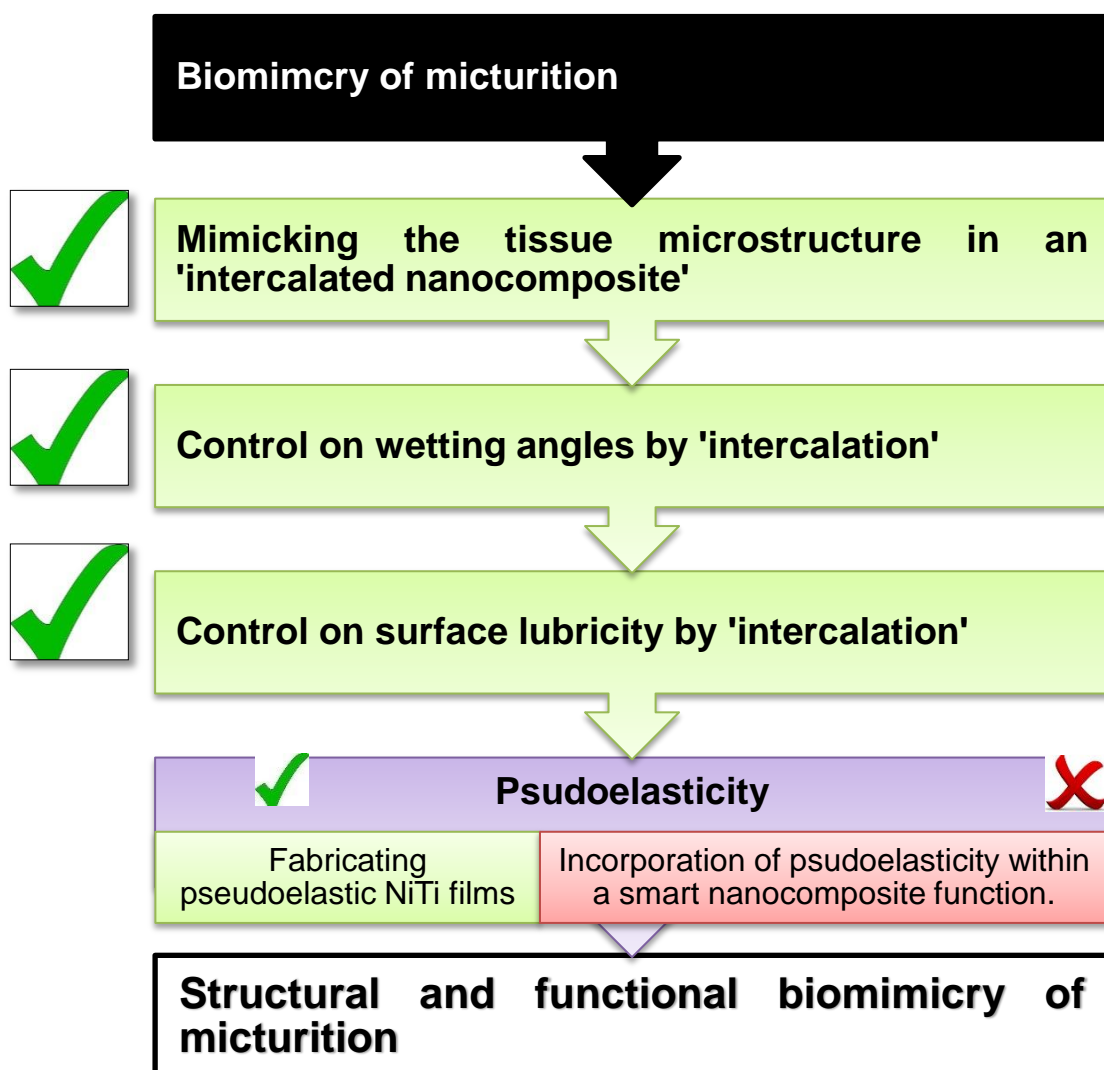 Biomimcry of micturition
Mimicking the tissue microstructure in an
'intercalated nanocomposite'
Control on wetting angles by 'intercalation'
Control on surface lubricity by 'intercalation'
Psudoelasticity
Fabricating
pseudoelastic NiTi films
Incorporation of psudoelasticity within
a smart nanocomposite function.
Structural and functional biomimicry of
micturition